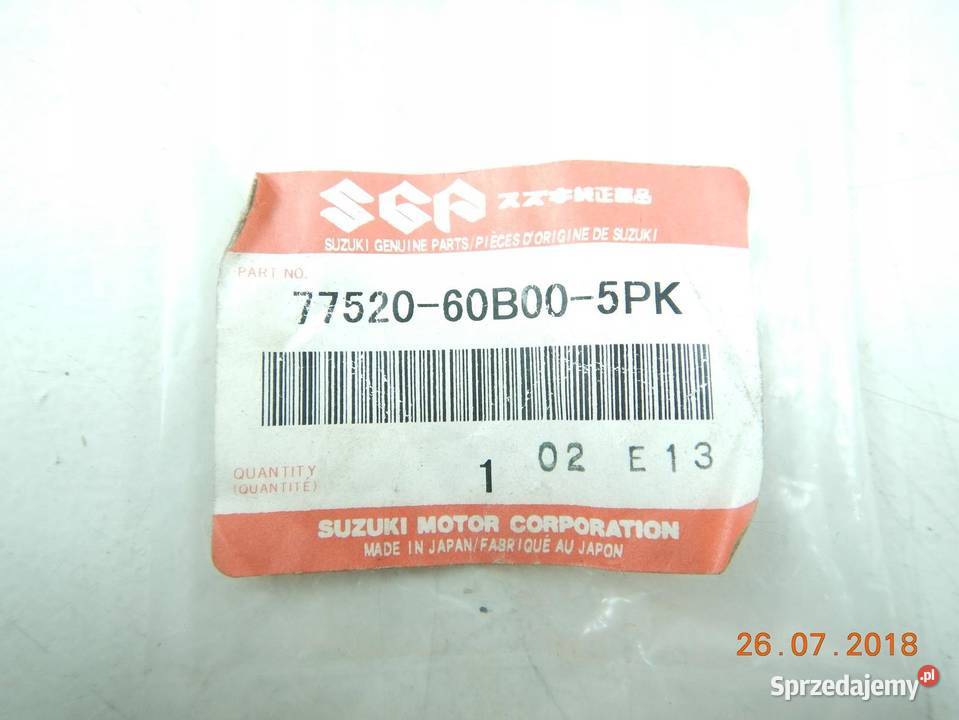 SGP スズキ純正部品
SUZUKI GENUINE PARTS/PIÈCES D'ORIGINE DE SUZUKI
PART NO.
77520-60B00-5PK
02 E13
QUANTITY 1
(QUANTITÉ)
SUZUKI MOTOR CORPORATION
MADE IN JAPAN/FABRIQUÉ AU JAPON
26.07.2018
Sprzedajemy.pl